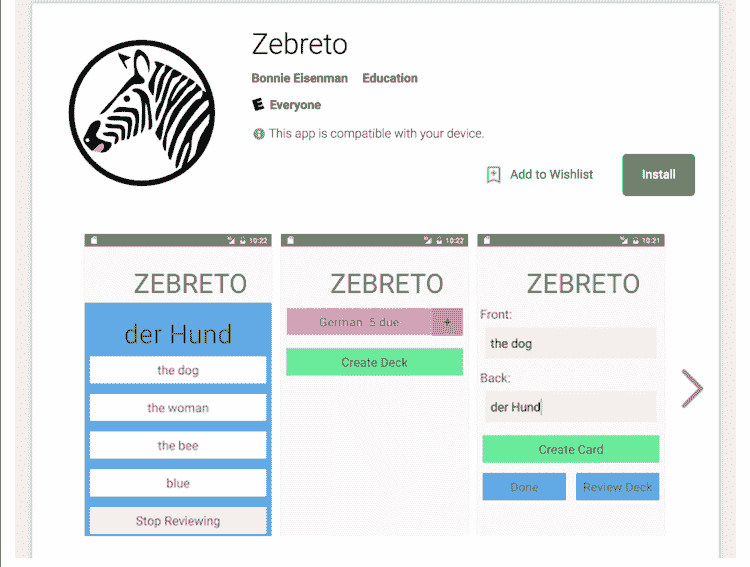 Zebreto
Bonnie Eisenman Education
E Everyone
This app is compatible with your device.
Add to Wishlist Install
10:22
ZEBRETO
der Hund
the dog
the woman
the bee
blue
Stop Reviewing
10:22
ZEBRETO
German 5 due +
Create Deck
10:21
ZEBRETO
Front:
the dog
Back:
der Hund
Create Card
Done Review Deck